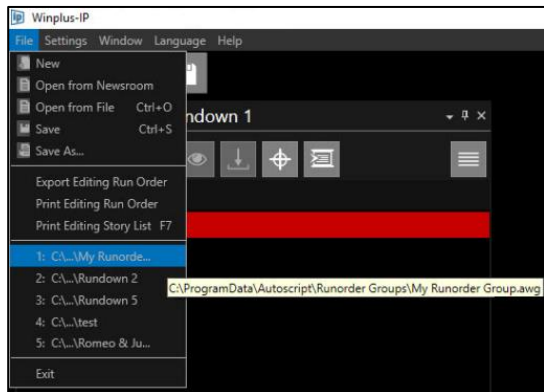 Winplus-IP
File Settings Window Language Help
New
Open from Newsroom
Open from File Ctrl+O
Save Ctrl+S
Save As...
ndown 1
Export Editing Run Order
Print Editing Run Order
Print Editing Story List F7
1: C:\...\My Runorde...
2: C:\...\Rundown 2
C:\ProgramData\Autoscript\Runorder Groups\My Runorder Group.awg
3: C:\...\Rundown 5
4: C:\...\test
5: C:\...\Romeo & Ju...
Exit